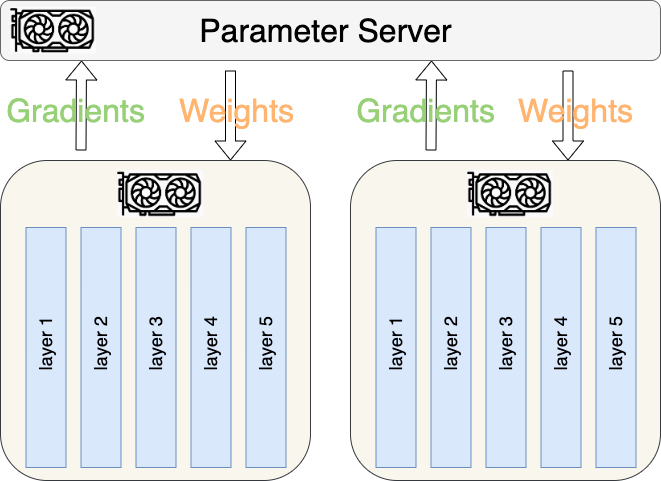 Parameter Server
Gradients
Weights
Gradients
Weights
layer 1
layer 2
layer 3
layer 4
layer 5
layer 1
layer 2
layer 3
layer 4
layer 5